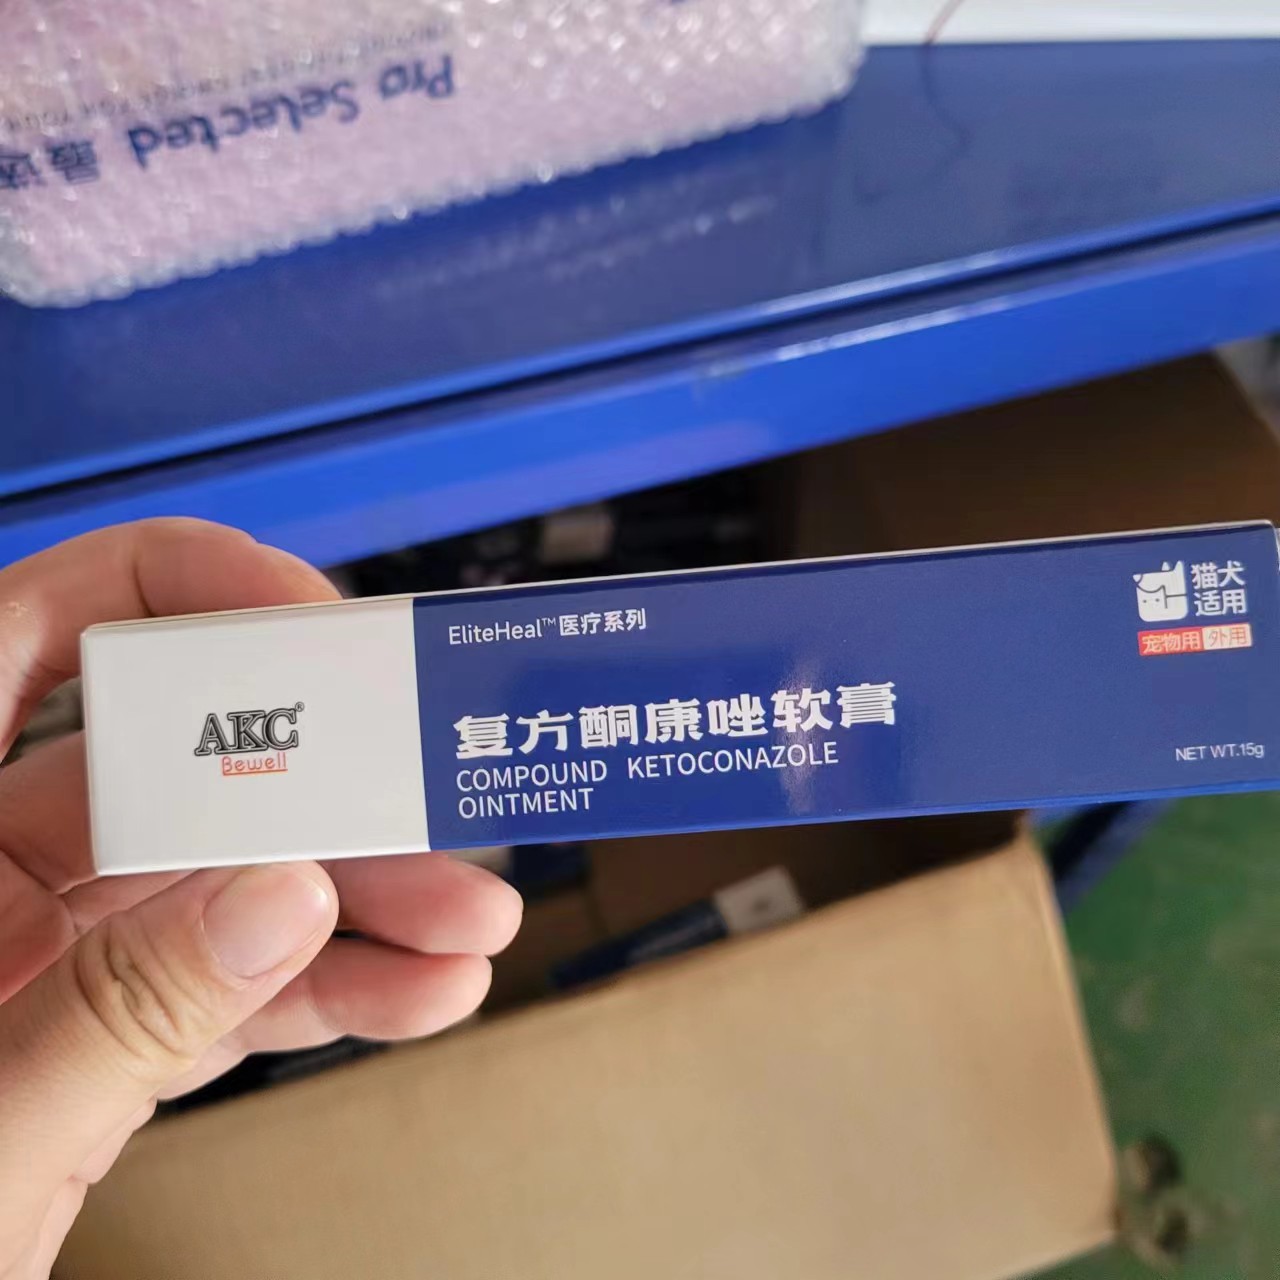 Pro Selected 最选
AKC®
Bewell
EliteHeal™医疗系列
复方酮康唑软膏
COMPOUND KETOCONAZOLE
OINTMENT
猫犬
适用
宠物用 外用
NET WT.15g